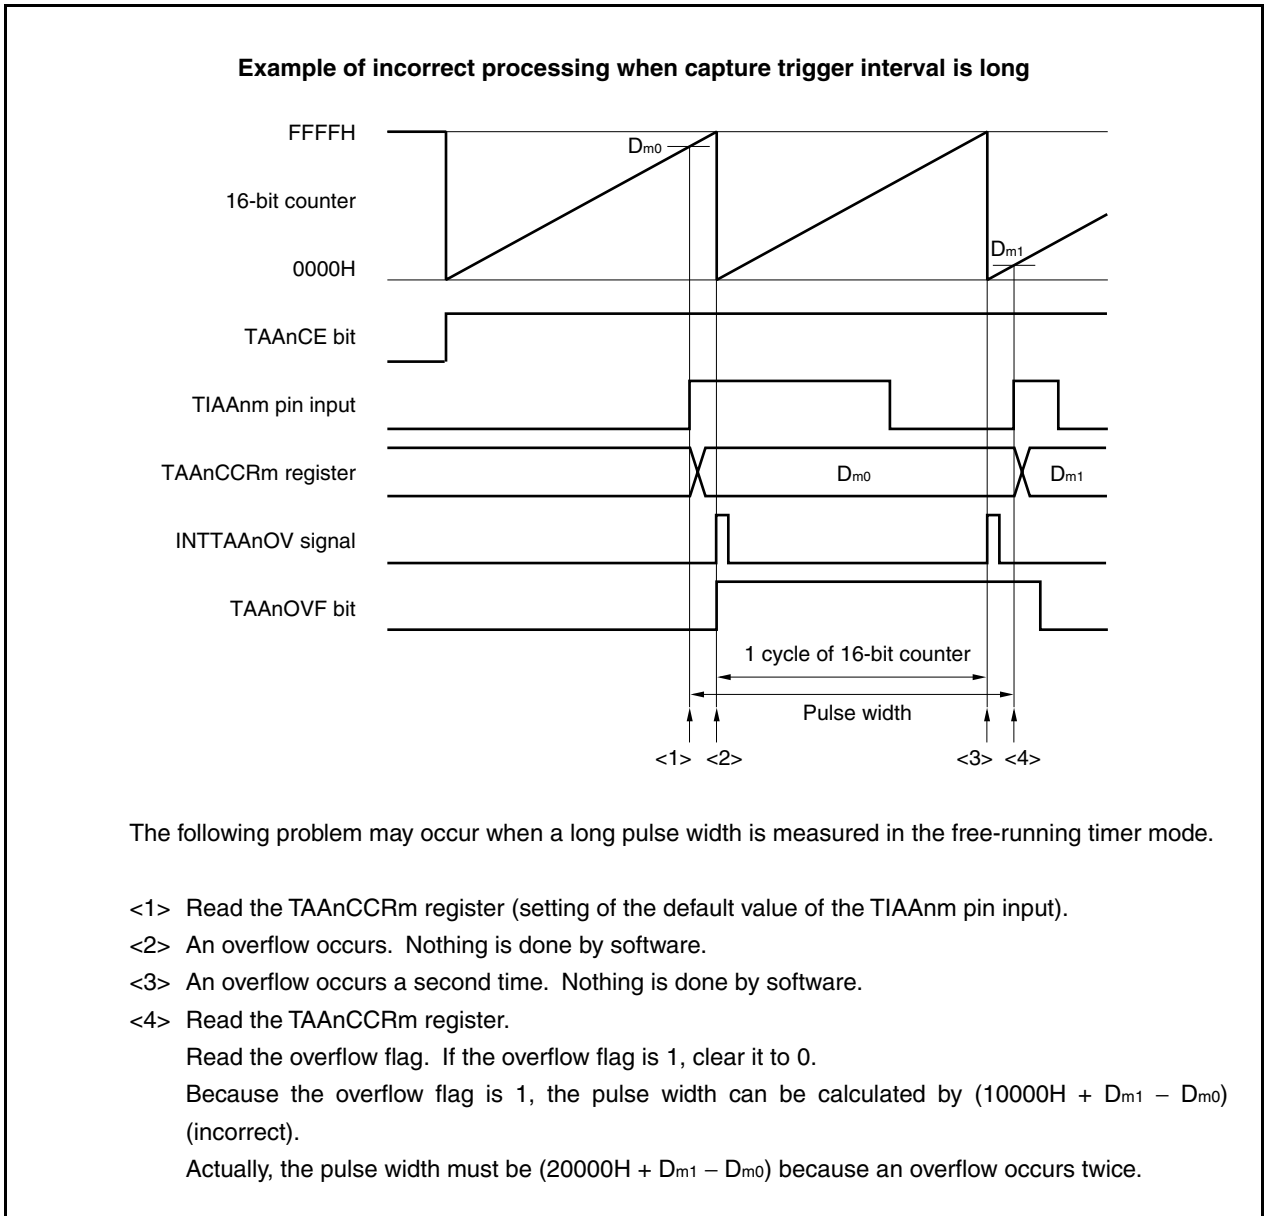 Example of incorrect processing when capture trigger interval is long
FFFFH
Dm0
16-bit counter
Dm1
0000H
TAAnCE bit
TIAAnm pin input
TAAnCCRm register
Dm0
Dm1
INTTAAnOV signal
TAAnOVF bit
1 cycle of 16-bit counter
Pulse width
<1> <2> <3> <4>
The following problem may occur when a long pulse width is measured in the free-running timer mode.
<1> Read the TAAnCCRm register (setting of the default value of the TIAAnm pin input).
<2> An overflow occurs. Nothing is done by software.
<3> An overflow occurs a second time. Nothing is done by software.
<4> Read the TAAnCCRm register.
Read the overflow flag. If the overflow flag is 1, clear it to 0.
Because the overflow flag is 1, the pulse width can be calculated by (10000H + Dm1 − Dm0)
(incorrect).
Actually, the pulse width must be (20000H + Dm1 − Dm0) because an overflow occurs twice.